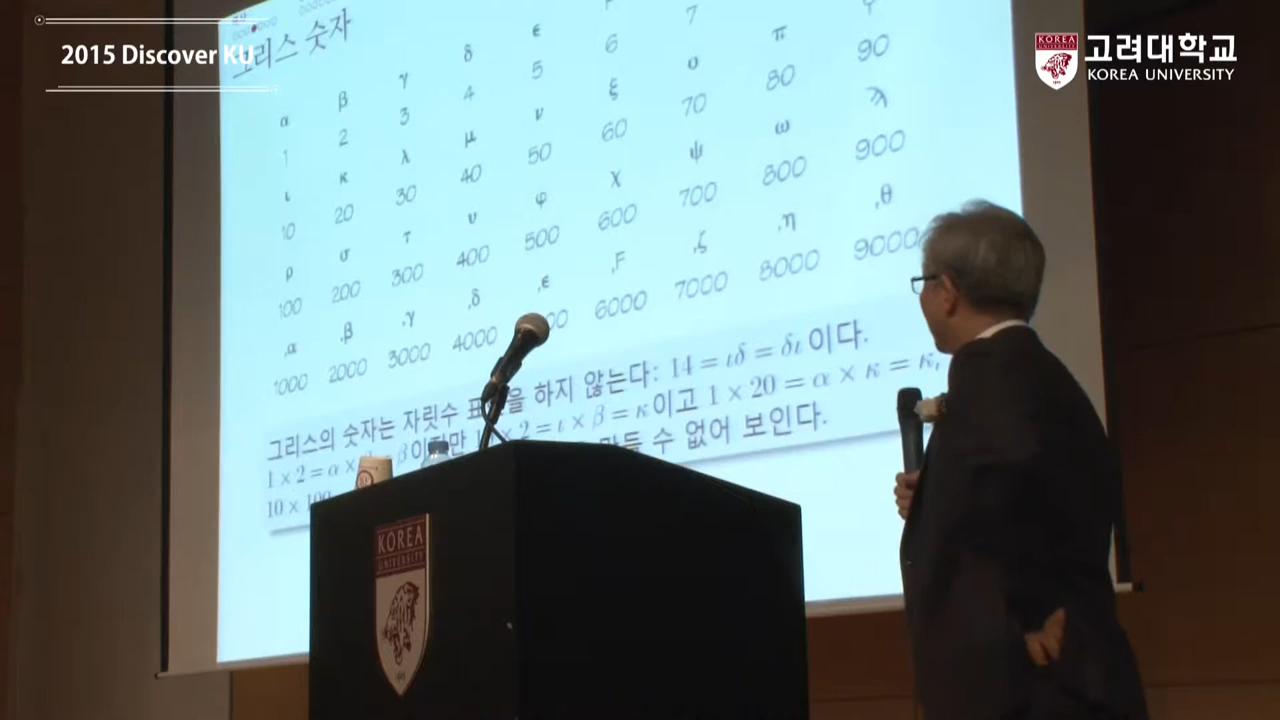 2015 Discover KU
고려대학교
KOREA UNIVERSITY
그리스 숫자
α β γ δ ϵ
1 2 3 4 5 6 7
ι κ λ μ ν ξ ο π
10 20 30 40 50 60 70 80 90
ρ σ τ υ φ χ ψ ω ϡ
100 200 300 400 500 600 700 800 900
,α ,β ,γ ,δ ,ϵ ,F ,ζ ,η ,θ
1000 2000 3000 4000 6000 7000 8000 9000
그리스의 숫자는 자릿수 하지 않는다: 14 = ιδ = δι 이다.
1 × 2 = α × β 이지만 × 2 = ι × β = κ 이고 1 × 20 = α × κ = κ,
10 × 100 만들 수 없어 보인다.
KOREA
UNIVERSITY
1905